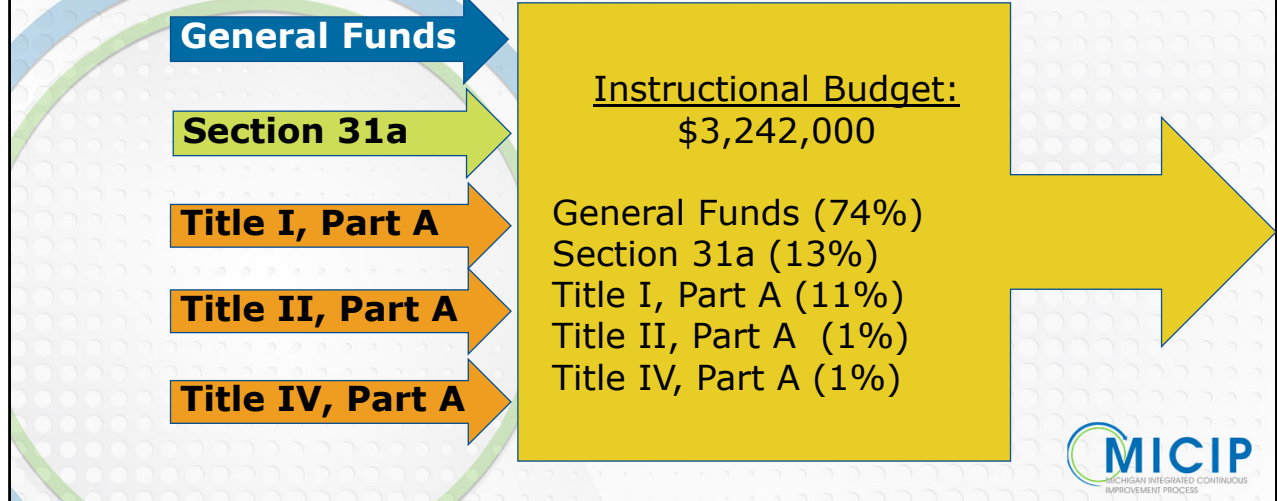 General Funds
Section 31a
Title I, Part A
Title II, Part A
Title IV, Part A
Instructional Budget:
$3,242,000
General Funds (74%)
Section 31a (13%)
Title I, Part A (11%)
Title II, Part A  (1%)
Title IV, Part A (1%)
MICIP
MICHIGAN INTEGRATED CONTINUOUS
IMPROVEMENT PROCESS